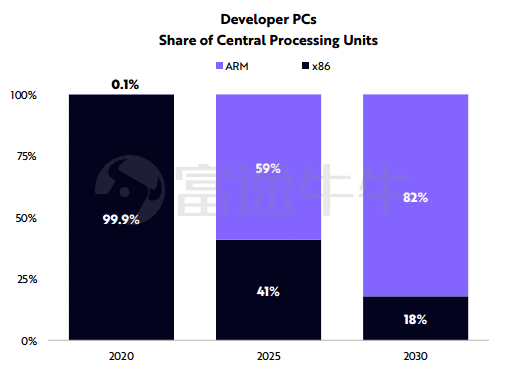 Developer PCs
Share of Central Processing Units
ARM x86
0.1%
100%
59%
75%
82%
富途牛牛
50%
99.9%
25%
41%
18%
0%
2020 2025 2030